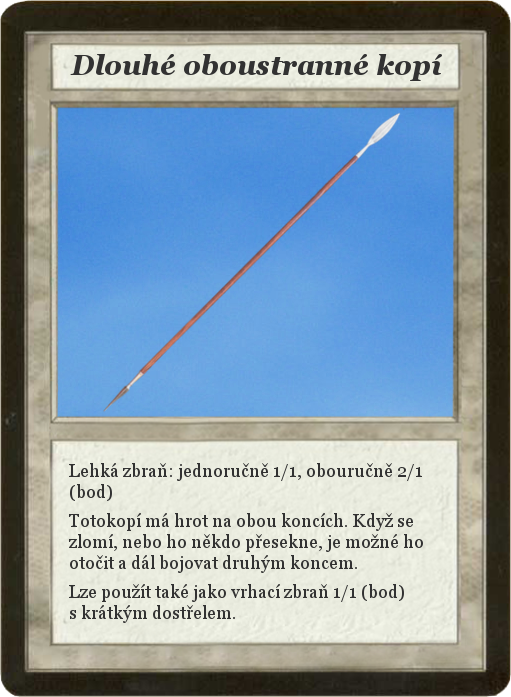 Dlouhé oboustranné kopí
Lehká zbraň: jednoručně 1/1, obouručně 2/1
(bod)
Totokopí má hrot na obou koncích. Když se
zlomí, nebo ho někdo přesekne, je možné ho
otočit a dál bojovat druhým koncem.
Lze použít také jako vrhací zbraň 1/1 (bod)
s krátkým dostřelem.